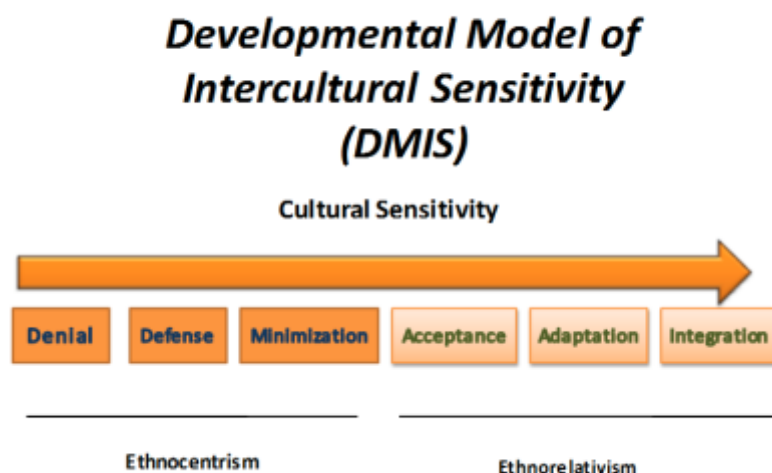 Developmental Model of
Intercultural Sensitivity
(DMIS)
Cultural Sensitivity
Denial
Defense
Minimization
Acceptance
Adaptation
Integration
Ethnocentrism
Ethnorelativism